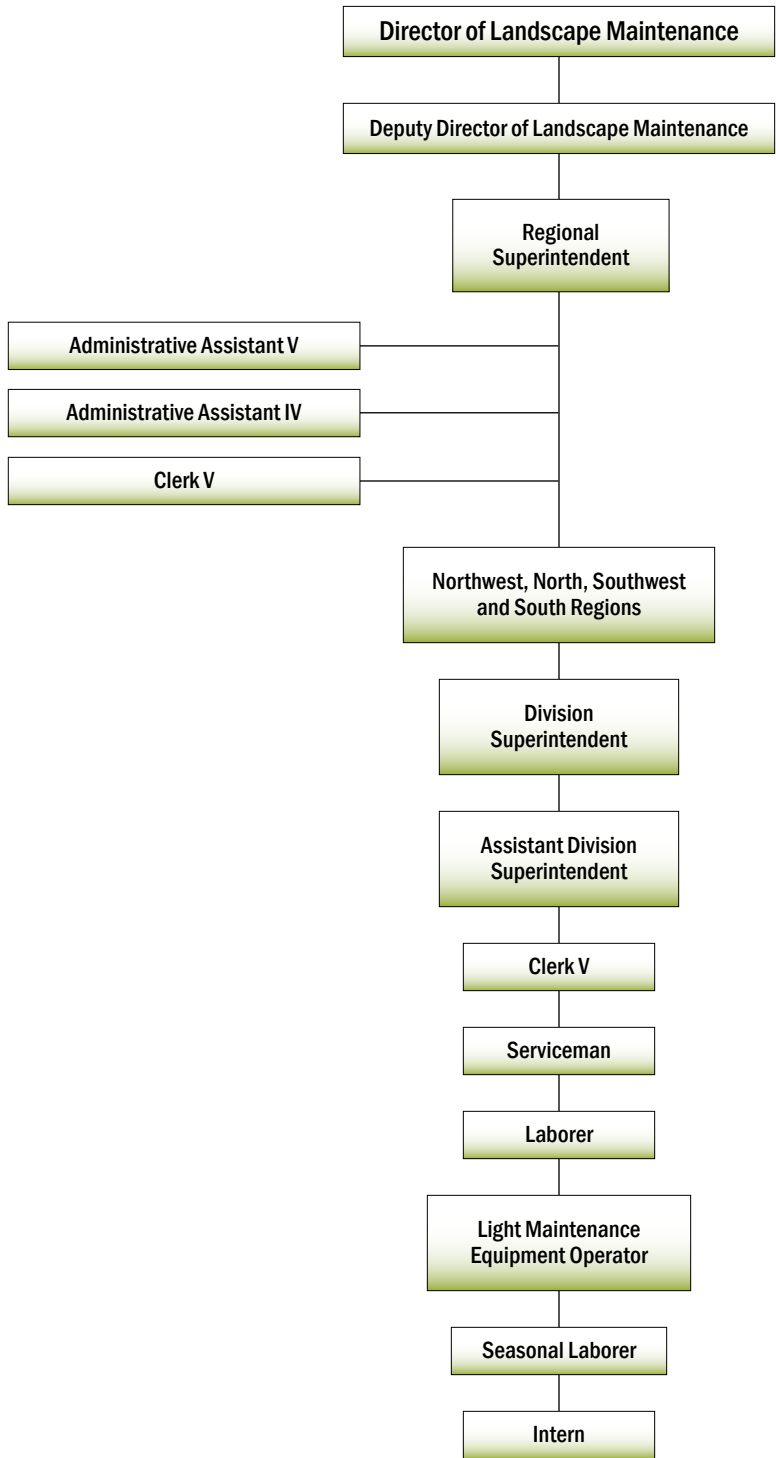 Director of Landscape Maintenance
Deputy Director of Landscape Maintenance
Regional
Superintendent
Administrative Assistant V
Administrative Assistant IV
Clerk V
Northwest, North, Southwest
and South Regions
Division
Superintendent
Assistant Division
Superintendent
Clerk V
Serviceman
Laborer
Light Maintenance
Equipment Operator
Seasonal Laborer
Intern